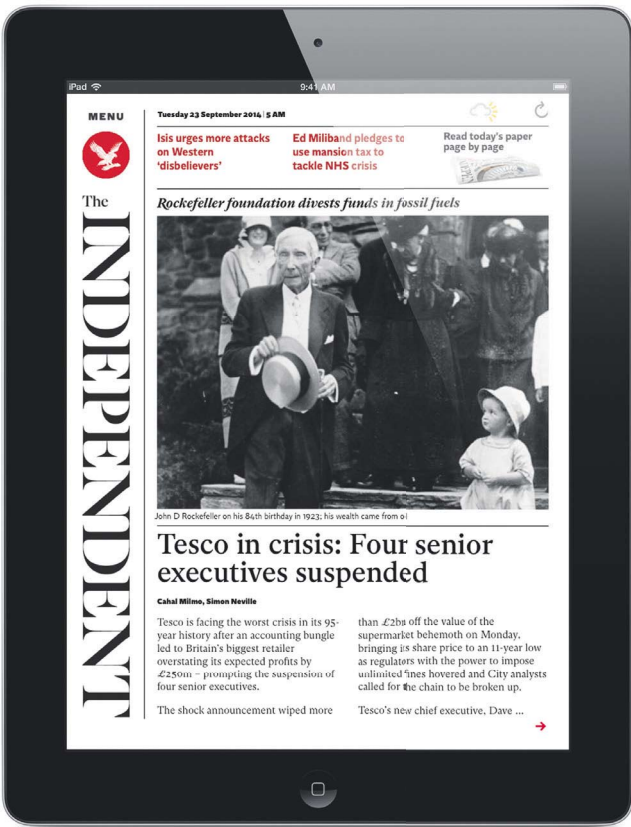 iPad
9:41 AM
MENU
Tuesday 23 September 2014 | 5 AM
Isis urges more attacks
on Western
'disbelievers'
Ed Miliband pledges to
use mansion tax to
tackle NHS crisis
Read today's paper
page by page
The
INDEPENDENT
Rockefeller foundation divests funds in fossil fuels
John D Rockefeller on his 84th birthday in 1923; his wealth came from oi
Tesco in crisis: Four senior
executives suspended
Cahal Milmo, Simon Neville
Tesco is facing the worst crisis in its 95-
year history after an accounting bungle
led to Britain's biggest retailer
overstating its expected profits by
£250m – prompting the suspension of
four senior executives.
The shock announcement wiped more
than £2bn off the value of the
supermarket behemoth on Monday,
bringing its share price to an 11-year low
as regulators with the power to impose
unlimited fines hovered and City analysts
called for the chain to be broken up.
Tesco's new chief executive, Dave ...